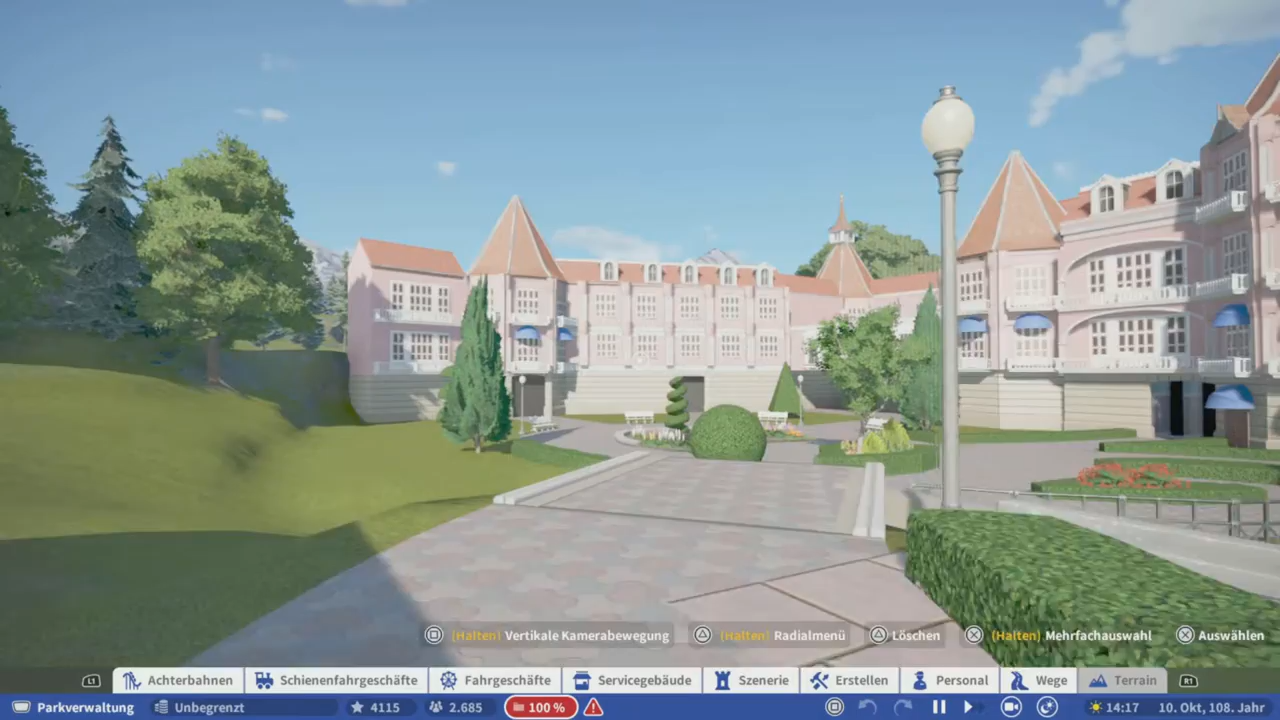 (Halten) Vertikale Kamerabewegung (Halten) Radialmenü Löschen (Halten) Mehrfachauswahl Auswählen
L1 Achterbahnen Schienenfahrgeschäfte Fahrgeschäfte Servicegebäude Szenerie Erstellen Personal Wege Terrain R1
Parkverwaltung Unbegrenzt 4115 2.685 100 % 14:17 10. Okt, 108. Jahr